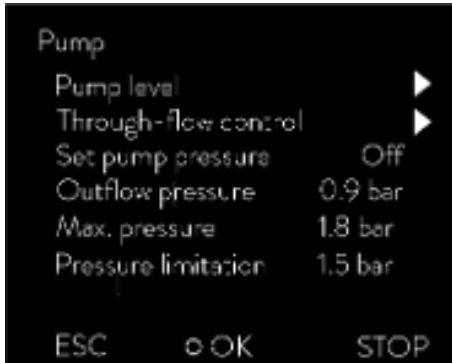 Pump
Pump level
Through-flow control
Set pump pressure Off
Outflow pressure 0.9 bar
Max. pressure 1.8 bar
Pressure limitation 1.5 bar
ESC OK STOP